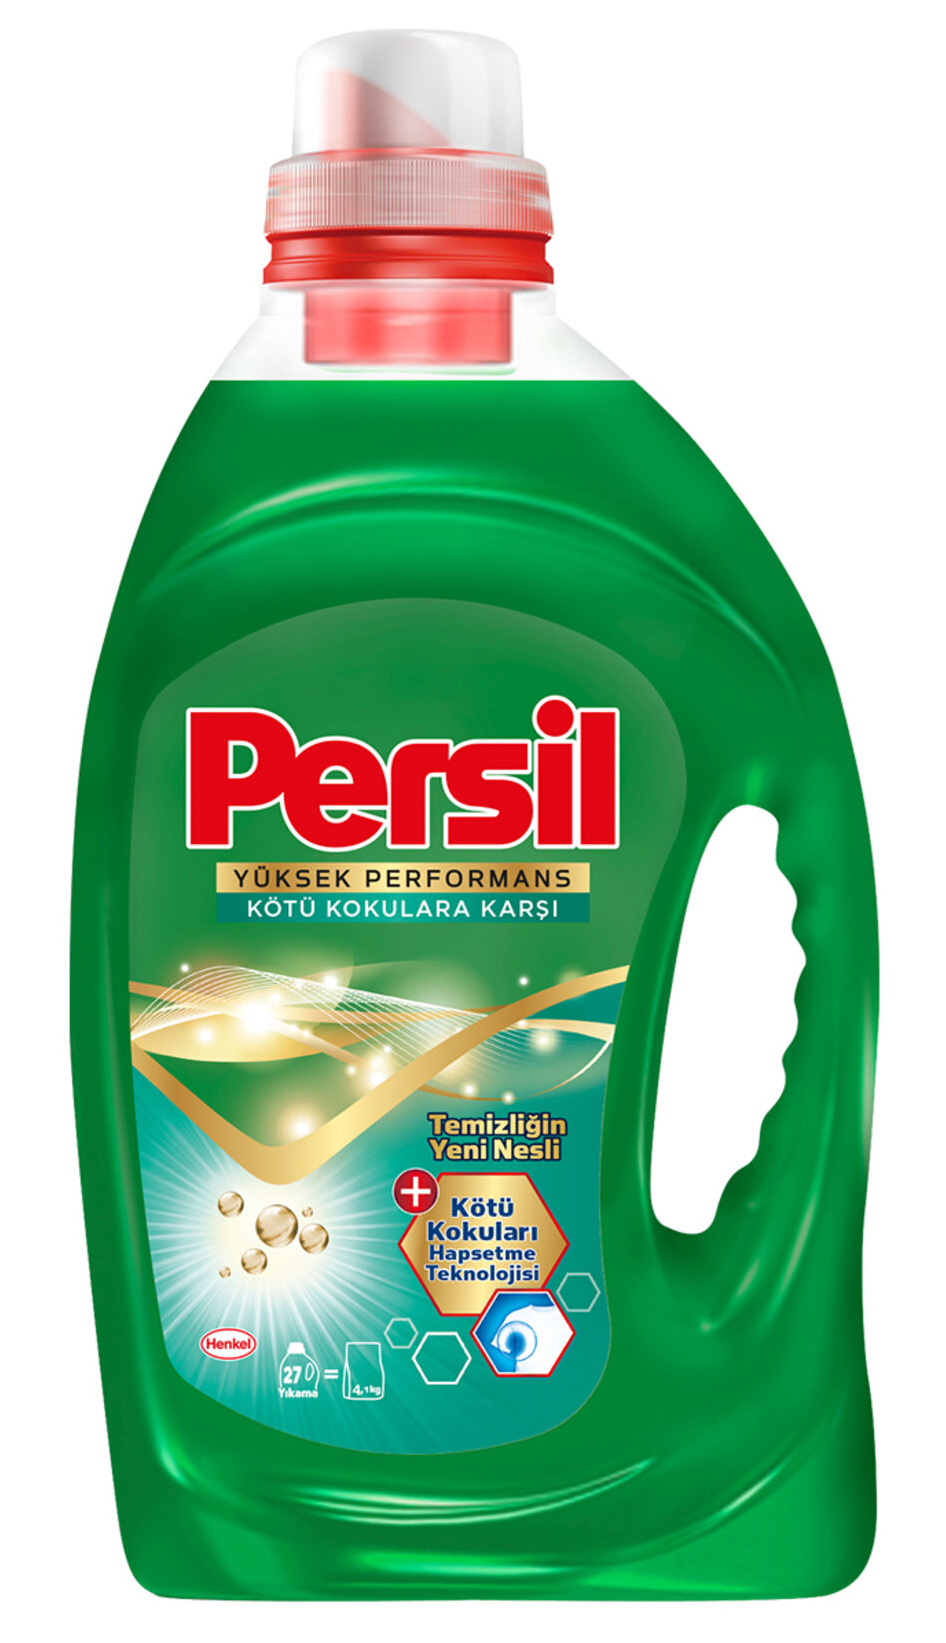 Persil
YÜKSEK PERFORMANS
KÖTÜ KOKULARA KARŞI
Temizliğin
Yeni Nesli
+
Kötü
Kokuları
Hapsetme
Teknolojisi
Henkel
27 = 4,1kg
Yıkama